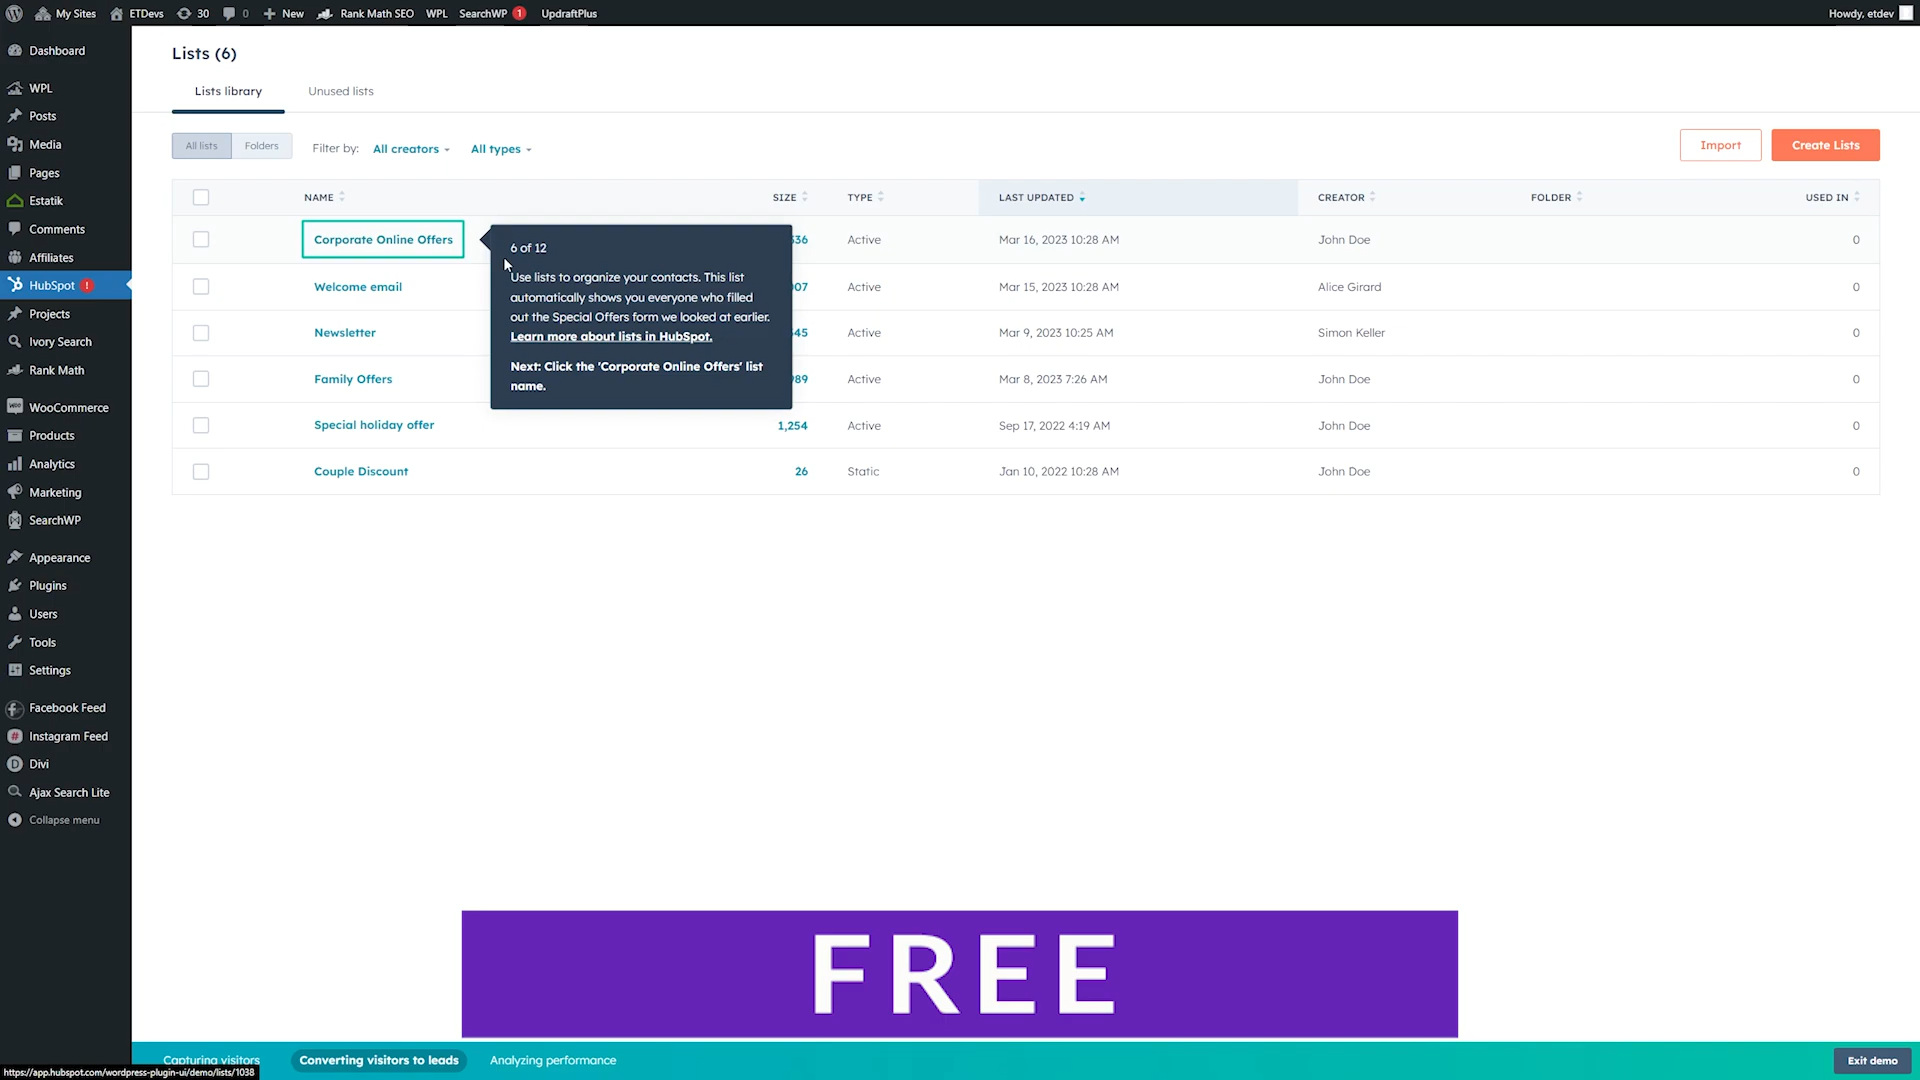 My Sites
ETDevs
30
0
New
Rank Math SEO
WPL
SearchWP 1
UpdraftPlus
Howdy, etdev
Dashboard
WPL
Posts
Media
Pages
Estatik
Comments
Affiliates
HubSpot !
Projects
Ivory Search
Rank Math
WooCommerce
Products
Analytics
Marketing
SearchWP
Appearance
Plugins
Users
Tools
Settings
Facebook Feed
Instagram Feed
Divi
Ajax Search Lite
Collapse menu
Lists (6)
Lists library
Unused lists
All lists
Folders
Filter by:
All creators
All types
Import
Create Lists
NAME SIZE TYPE LAST UPDATED CREATOR FOLDER USED IN
Corporate Online Offers Active Mar 16, 2023 10:28 AM John Doe 0
Welcome email Active Mar 15, 2023 10:28 AM Alice Girard 0
Newsletter Active Mar 9, 2023 10:25 AM Simon Keller 0
Family Offers Active Mar 8, 2023 7:26 AM John Doe 0
Special holiday offer 1,254 Active Sep 17, 2022 4:19 AM John Doe 0
Couple Discount 26 Static Jan 10, 2022 10:28 AM John Doe 0
6 of 12
Use lists to organize your contacts. This list
automatically shows you everyone who filled
out the Special Offers form we looked at earlier.
Learn more about lists in HubSpot.
Next: Click the 'Corporate Online Offers' list
name.
FREE
Capturing visitors
Converting visitors to leads
Analyzing performance
Exit demo
https://app.hubspot.com/wordpress-plugin-ui/demo/lists/1038